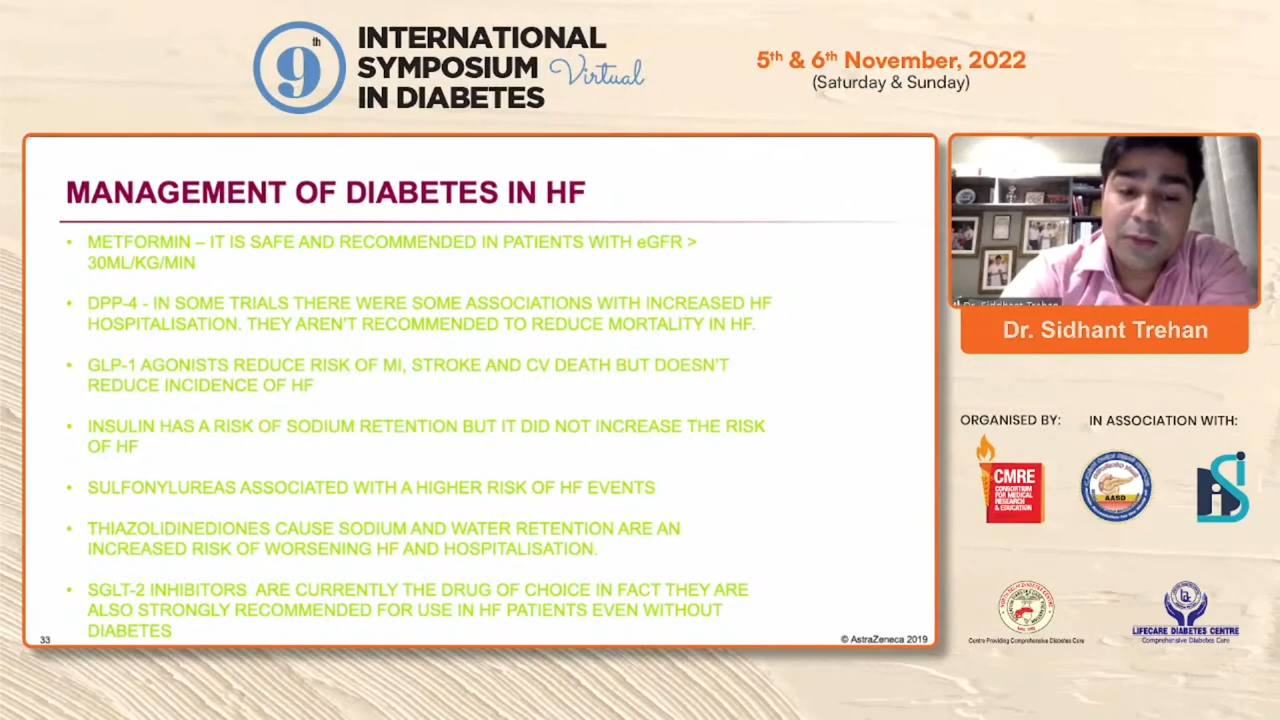 9th
INTERNATIONAL
SYMPOSIUM Virtual
IN DIABETES
5th & 6th November, 2022
(Saturday & Sunday)
MANAGEMENT OF DIABETES IN HF
• METFORMIN – IT IS SAFE AND RECOMMENDED IN PATIENTS WITH eGFR >
30ML/KG/MIN
• DPP-4 - IN SOME TRIALS THERE WERE SOME ASSOCIATIONS WITH INCREASED HF
HOSPITALISATION. THEY AREN'T RECOMMENDED TO REDUCE MORTALITY IN HF.
• GLP-1 AGONISTS REDUCE RISK OF MI, STROKE AND CV DEATH BUT DOESN'T
REDUCE INCIDENCE OF HF
• INSULIN HAS A RISK OF SODIUM RETENTION BUT IT DID NOT INCREASE THE RISK
OF HF
• SULFONYLUREAS ASSOCIATED WITH A HIGHER RISK OF HF EVENTS
• THIAZOLIDINEDIONES CAUSE SODIUM AND WATER RETENTION ARE AN
INCREASED RISK OF WORSENING HF AND HOSPITALISATION.
• SGLT-2 INHIBITORS ARE CURRENTLY THE DRUG OF CHOICE IN FACT THEY ARE
ALSO STRONGLY RECOMMENDED FOR USE IN HF PATIENTS EVEN WITHOUT
DIABETES
33
© AstraZeneca 2019
Dr. Siddhant Trehan
Dr. Sidhant Trehan
ORGANISED BY:
IN ASSOCIATION WITH:
CMRE
CONSORTIUM
FOR MEDICAL
RESEARCH
& EDUCATION
AASD
Centre Providing Comprehensive Diabetes Care
LIFECARE DIABETES CENTRE
Comprehensive Diabetes Care